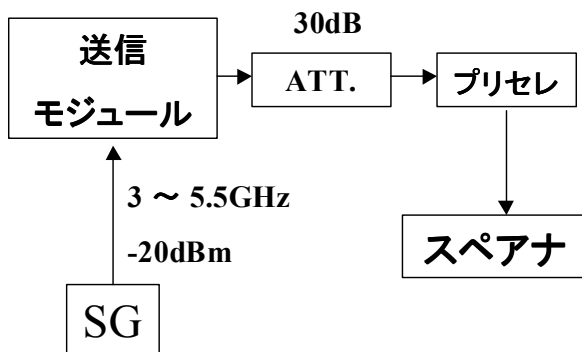 送信
モジュール
30dB
ATT.
プリセレ
3 ～ 5.5GHz
-20dBm
スペアナ
SG